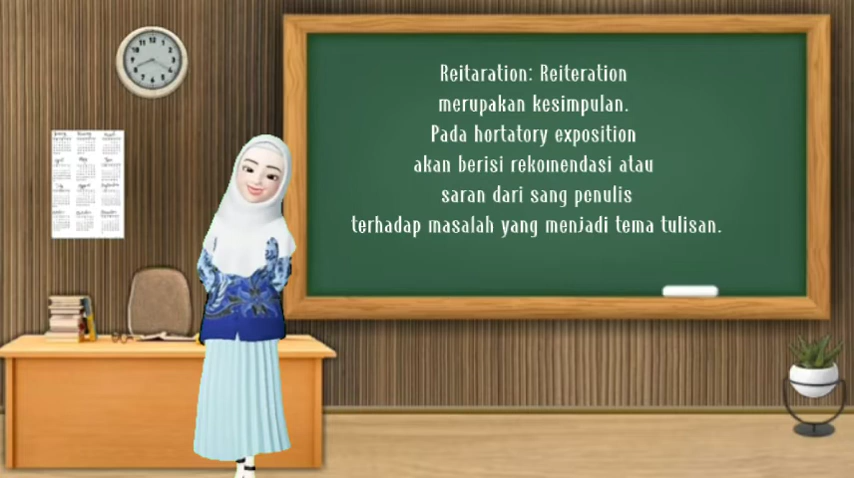 Reitaration: Reiteration
merupakan kesimpulan.
Pada hortatory exposition
akan berisi rekomendasi atau
saran dari sang penulis
terhadap masalah yang menjadi tema tulisan.